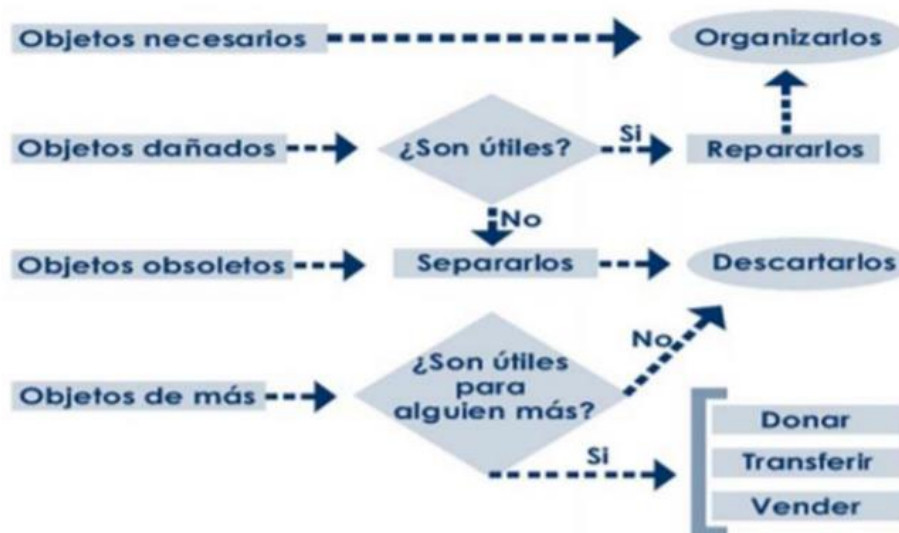 Objetos necesarios
Organizarlos
Objetos dañados
¿Son útiles?
Si
Repararlos
No
Objetos obsoletos
Separarlos
Descartarlos
Objetos de más
¿Son útiles
para
alguien más?
No
Si
Donar
Transferir
Vender